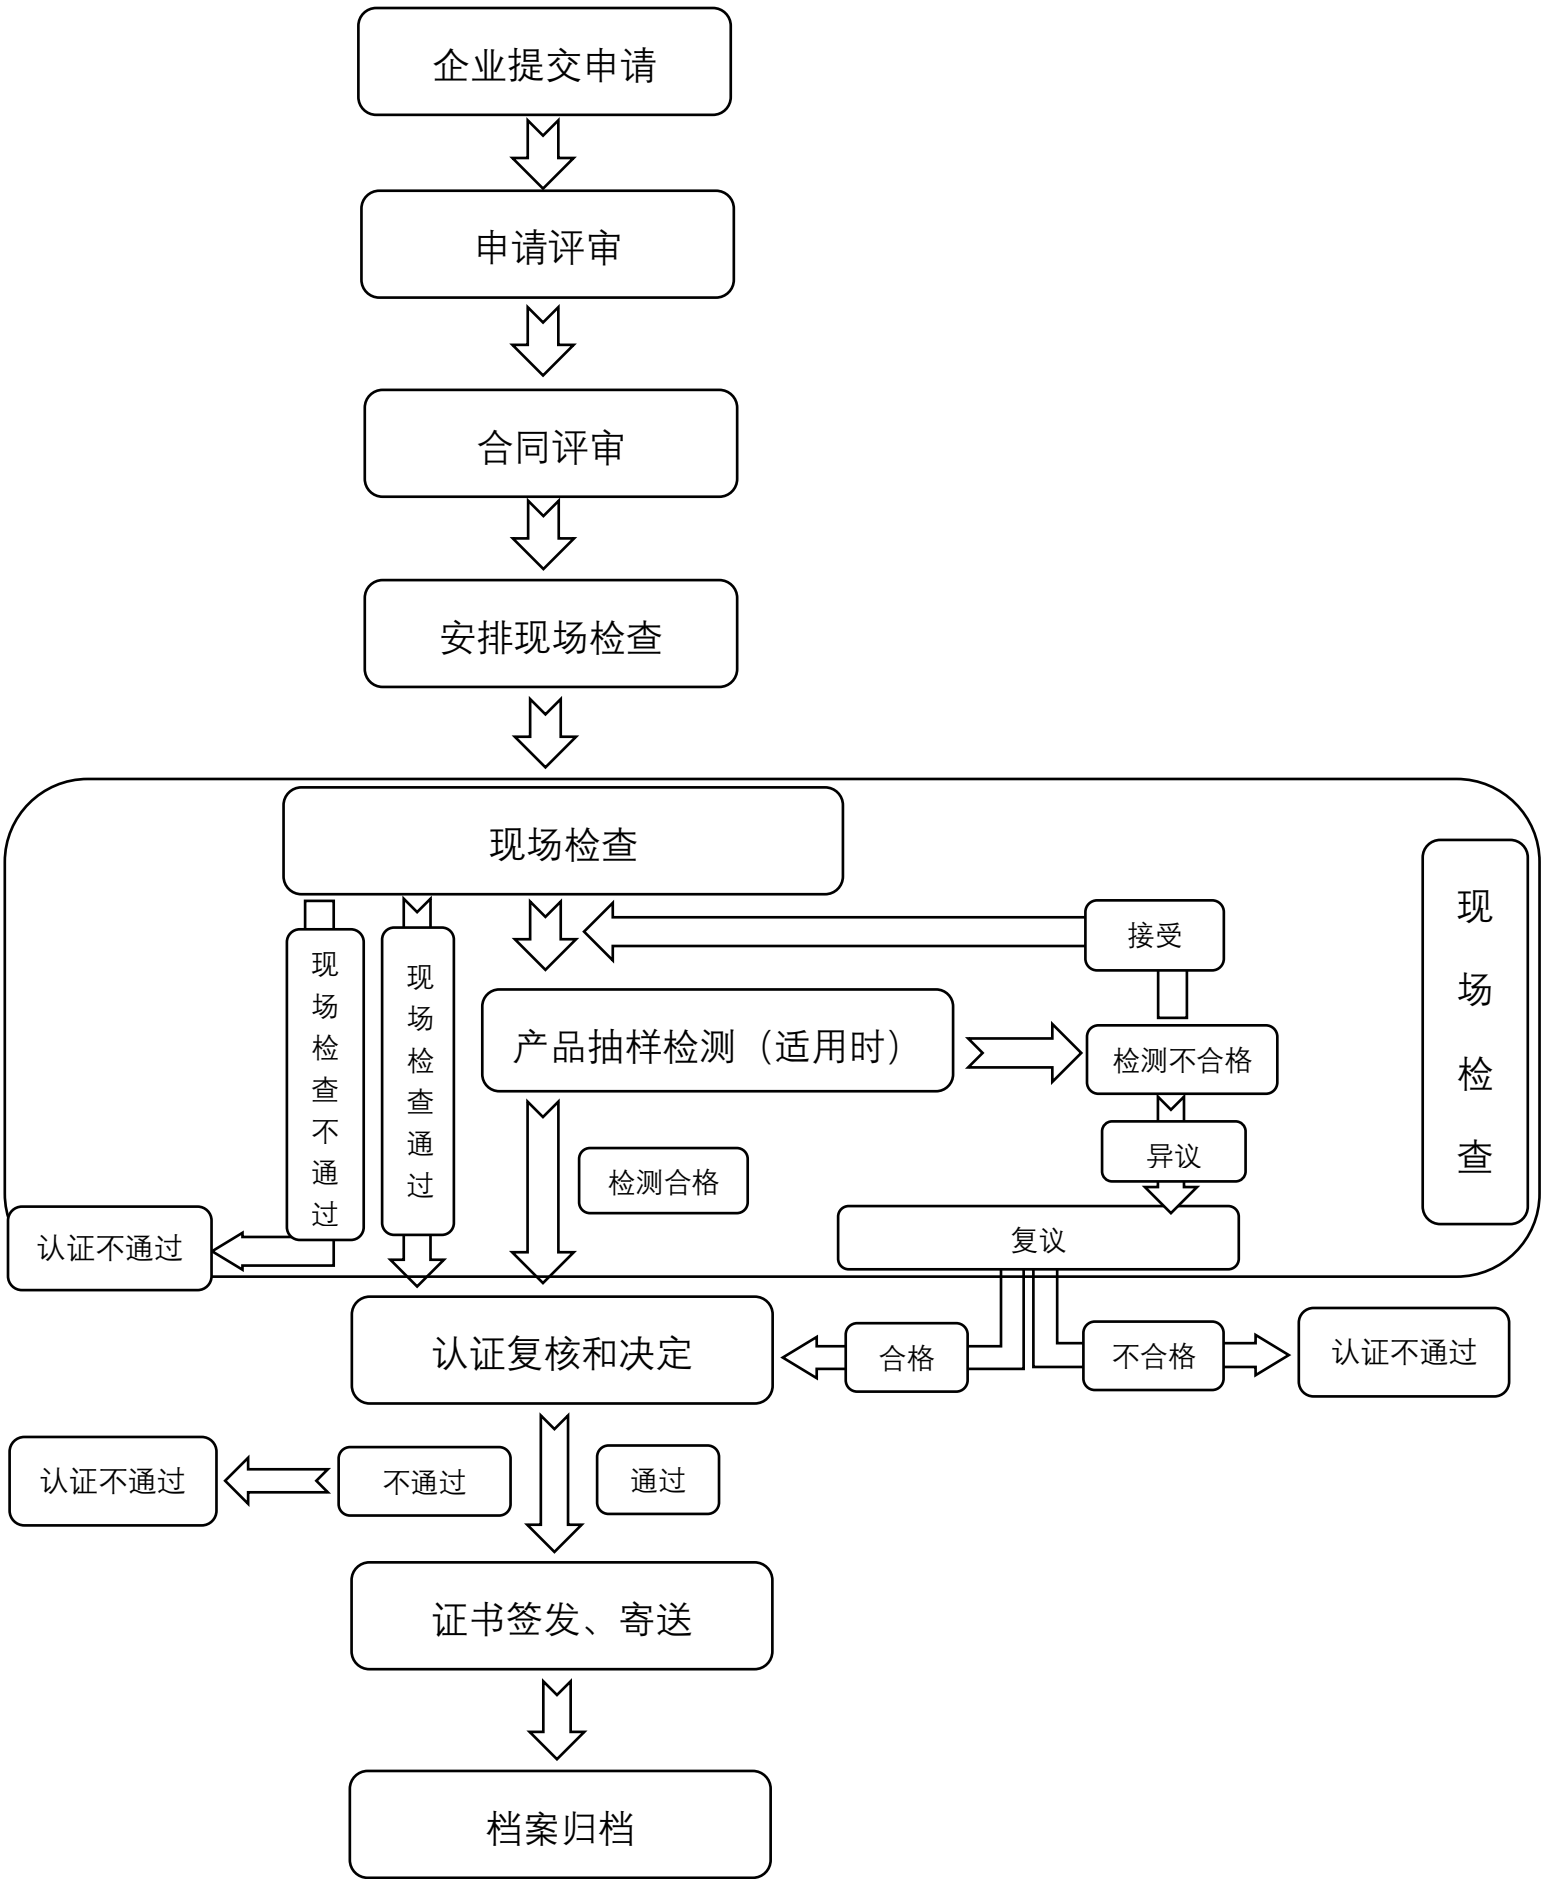 企业提交申请
申请评审
合同评审
安排现场检查
现场检查
现场检查
接受
现场检查不通过
现场检查通过
产品抽样检测（适用时）
检测不合格
异议
检测合格
复议
认证不通过
认证复核和决定
合格
不合格
认证不通过
认证不通过
不通过
通过
证书签发、寄送
档案归档